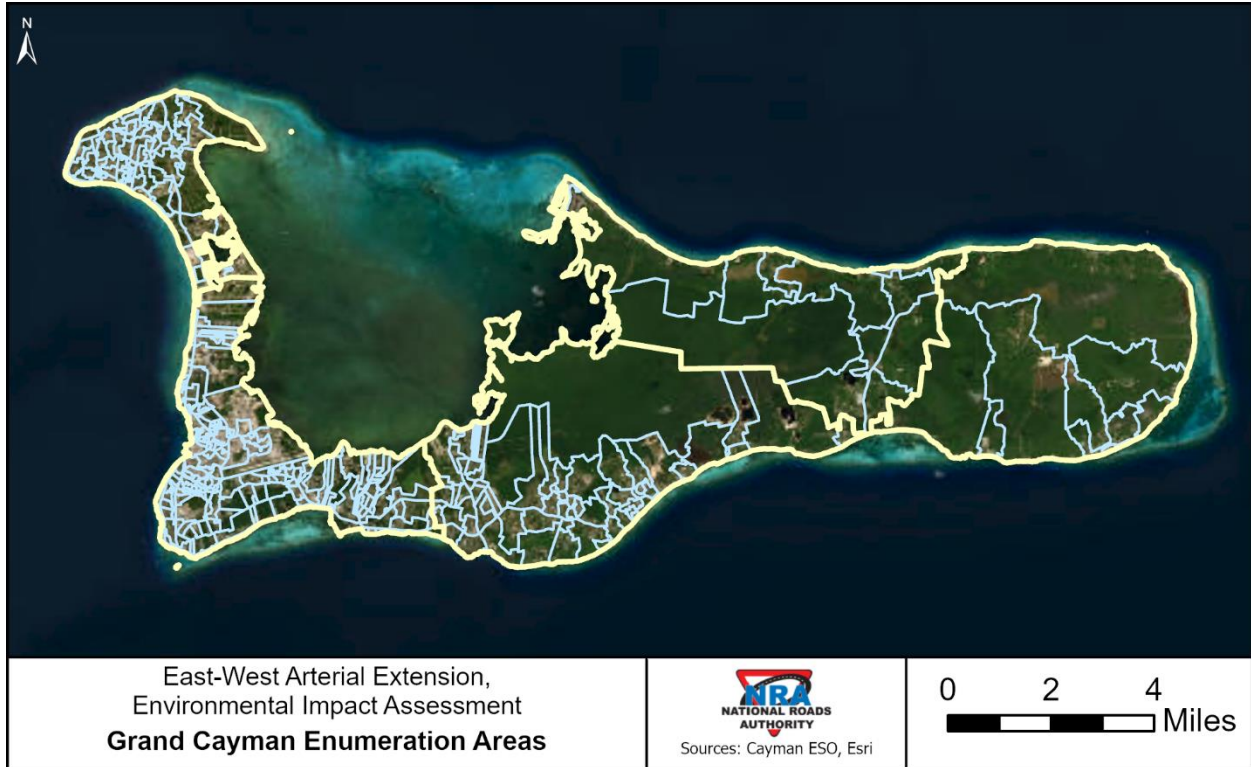 N
East-West Arterial Extension,
Environmental Impact Assessment
Grand Cayman Enumeration Areas
NRA
NATIONAL ROADS
AUTHORITY
Sources: Cayman ESO, Esri
0 2 4
Miles